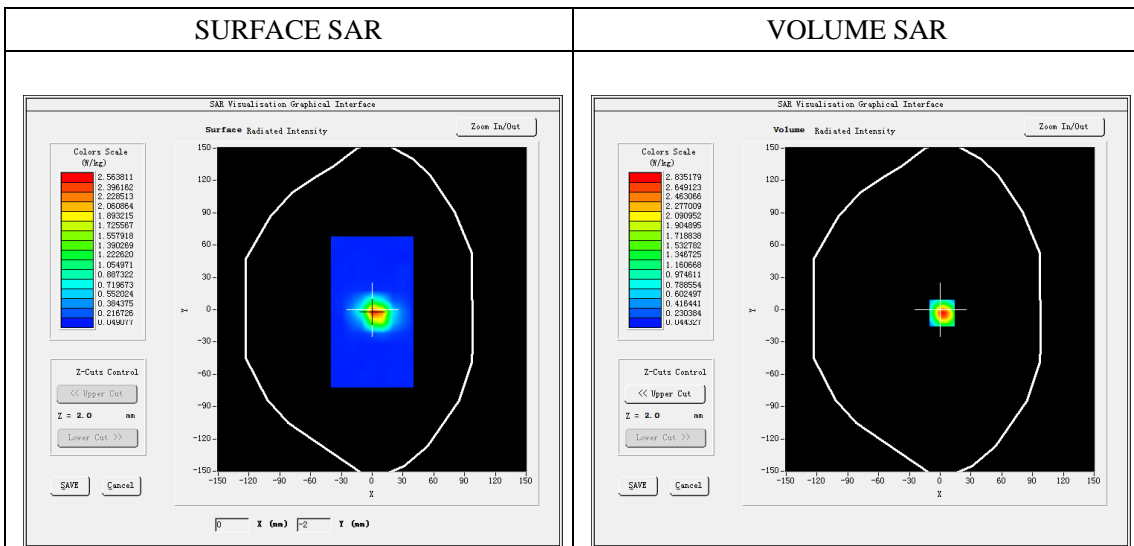 SURFACE SAR
SAR Visualisation Graphical Interface
Surface Radiated Intensity
Zoom In/Out
Colors Scale
(W/kg)
2.563811
2.396162
2.228513
2.060864
1.893215
1.725567
1.557918
1.390269
1.222620
1.054971
0.887322
0.719673
0.552024
0.384375
0.216726
0.049077
150
120
90
60
30
0
-30
-60
-90
-120
-150
Y
-150 -120 -90 -60 -30 0 30 60 90 120 150
X
Z-Cuts Control
<< Upper Cut
Z = 2.0 mm
Lower Cut >>
SAVE Cancel
0 X (mm) -2 Y (mm)
VOLUME SAR
SAR Visualisation Graphical Interface
Volume Radiated Intensity
Zoom In/Out
Colors Scale
(W/kg)
2.835179
2.649123
2.463066
2.277009
2.090952
1.904895
1.718838
1.532782
1.346725
1.160668
0.974611
0.788554
0.602497
0.416441
0.230384
0.044327
150
120
90
60
30
0
-30
-60
-90
-120
-150
Y
-150 -120 -90 -60 -30 0 30 60 90 120 150
X
Z-Cuts Control
<< Upper Cut
Z = 2.0 mm
Lower Cut >>
SAVE Cancel